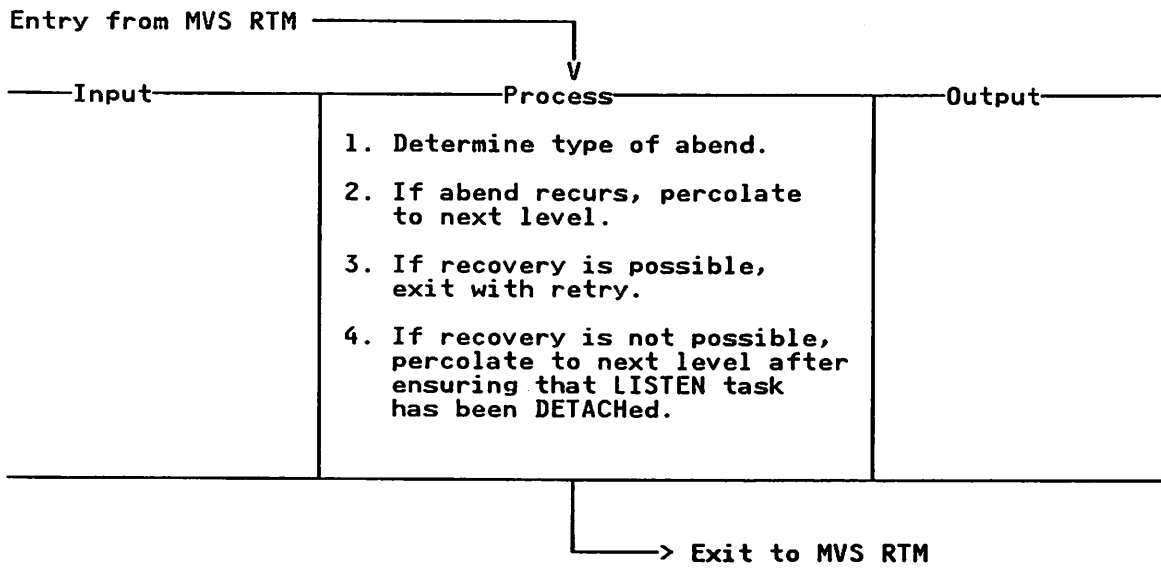 Entry from MVS RTM
V
Input Process Output
1. Determine type of abend.
2. If abend recurs, percolate
to next level.
3. If recovery is possible,
exit with retry.
4. If recovery is not possible,
percolate to next level after
ensuring that LISTEN task
has been DETACHed.
> Exit to MVS RTM